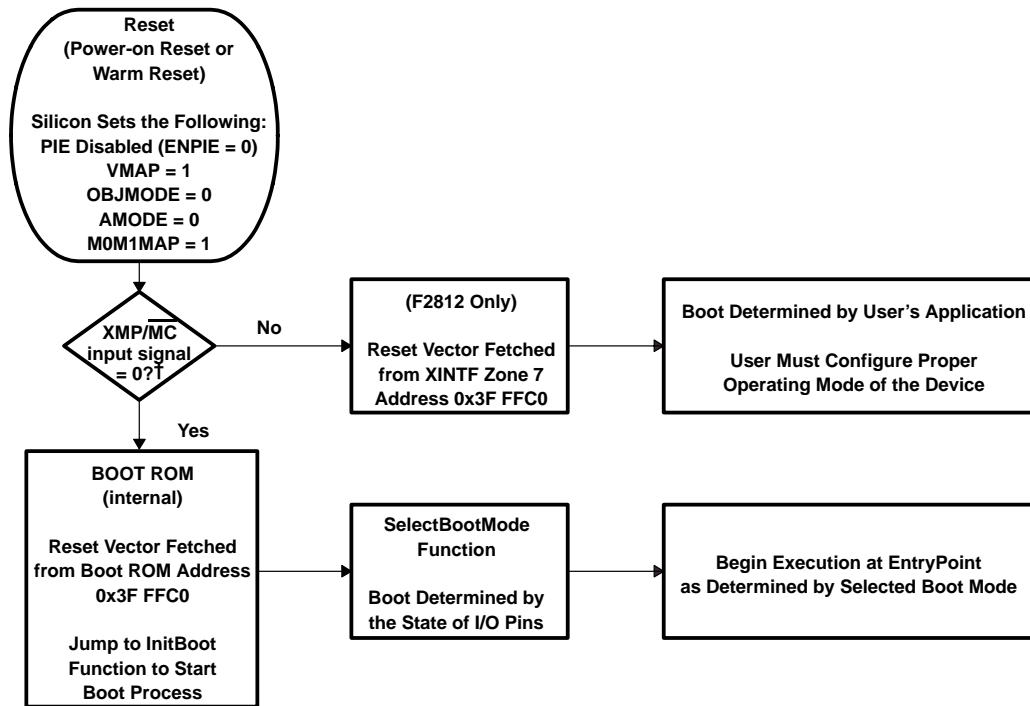 Reset
(Power-on Reset or
Warm Reset)
Silicon Sets the Following:
PIE Disabled (ENPIE = 0)
VMAP = 1
OBJMODE = 0
AMODE = 0
M0M1MAP = 1
XMP/M̅C̅
input signal
= 0?†
No
Yes
(F2812 Only)
Reset Vector Fetched
from XINTF Zone 7
Address 0x3F FFC0
Boot Determined by User's Application
User Must Configure Proper
Operating Mode of the Device
BOOT ROM
(internal)
Reset Vector Fetched
from Boot ROM Address
0x3F FFC0
Jump to InitBoot
Function to Start
Boot Process
SelectBootMode
Function
Boot Determined by
the State of I/O Pins
Begin Execution at EntryPoint
as Determined by Selected Boot Mode